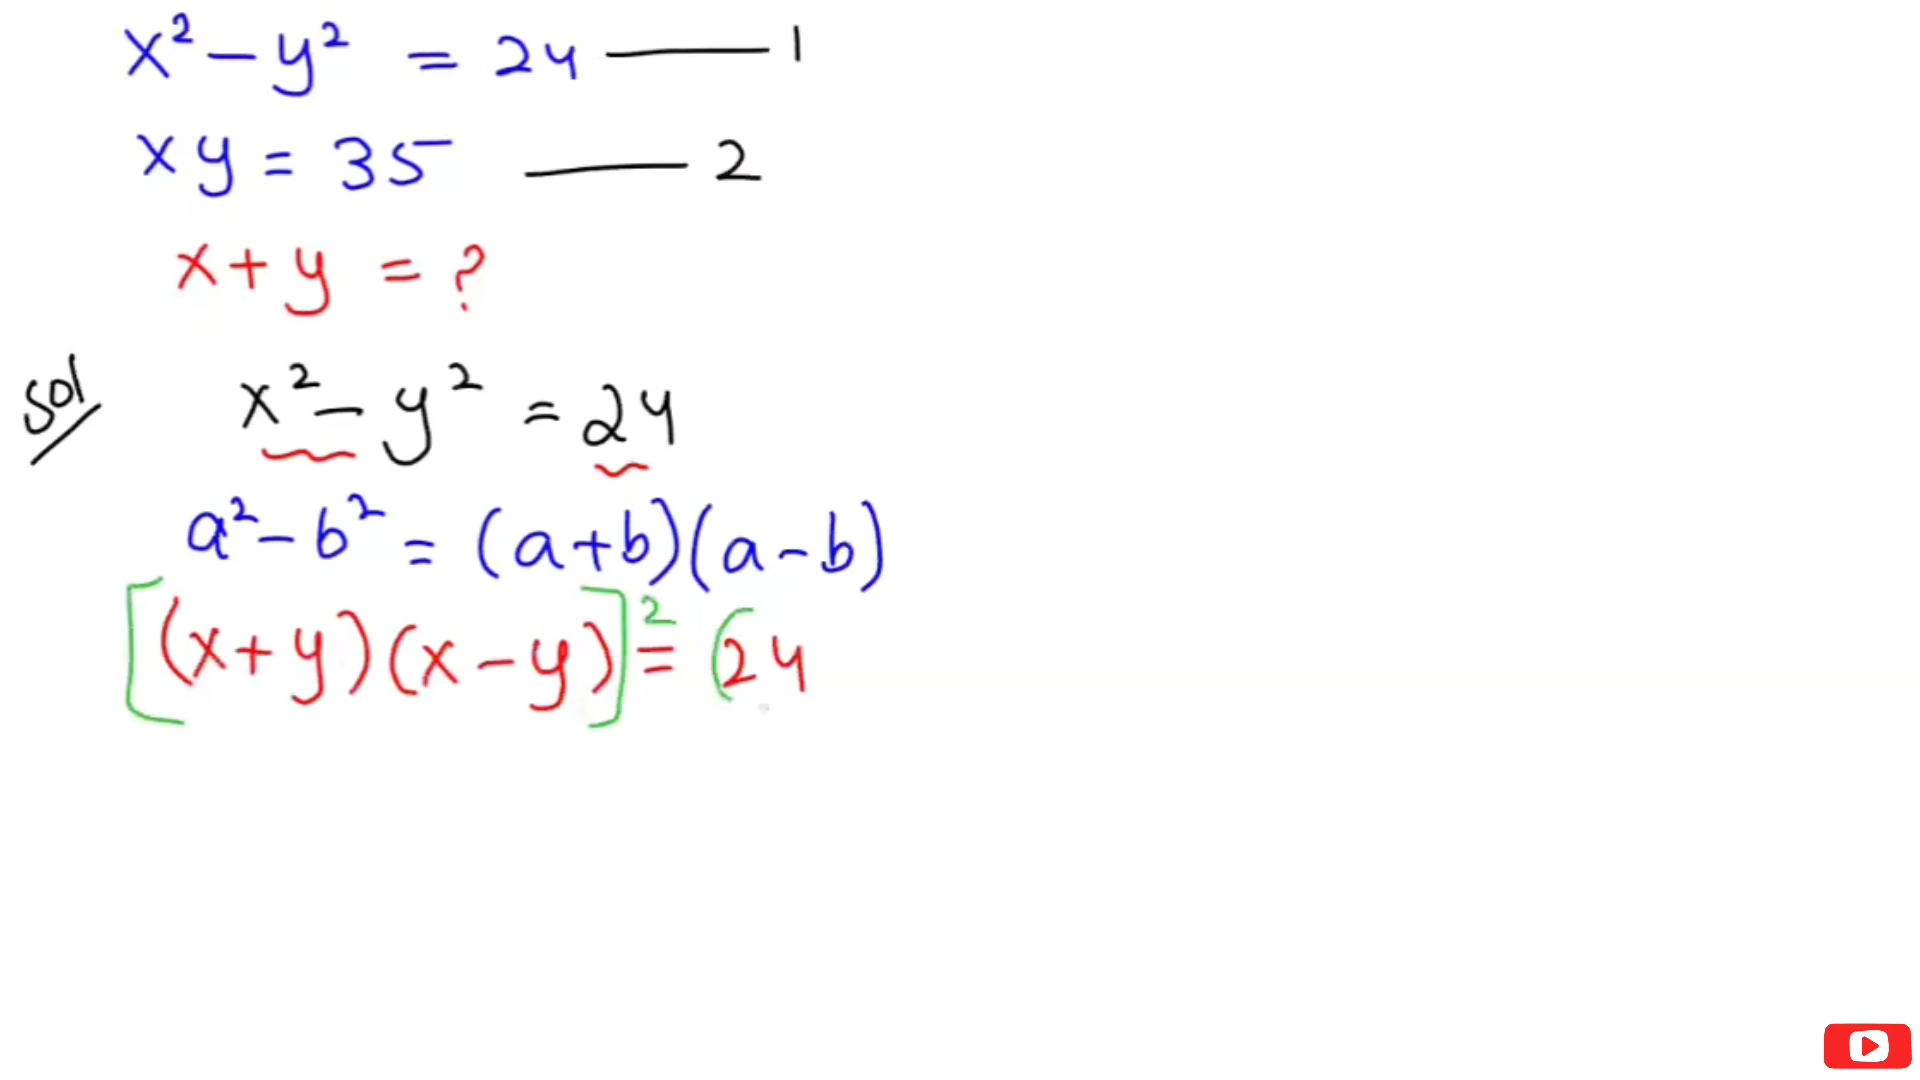 x² - y² = 24 —— 1
xy = 35 —— 2
x + y = ?
Sol x² - y² = 24
a² - b² = (a+b)(a-b)
[(x+y)(x-y)]² = (24